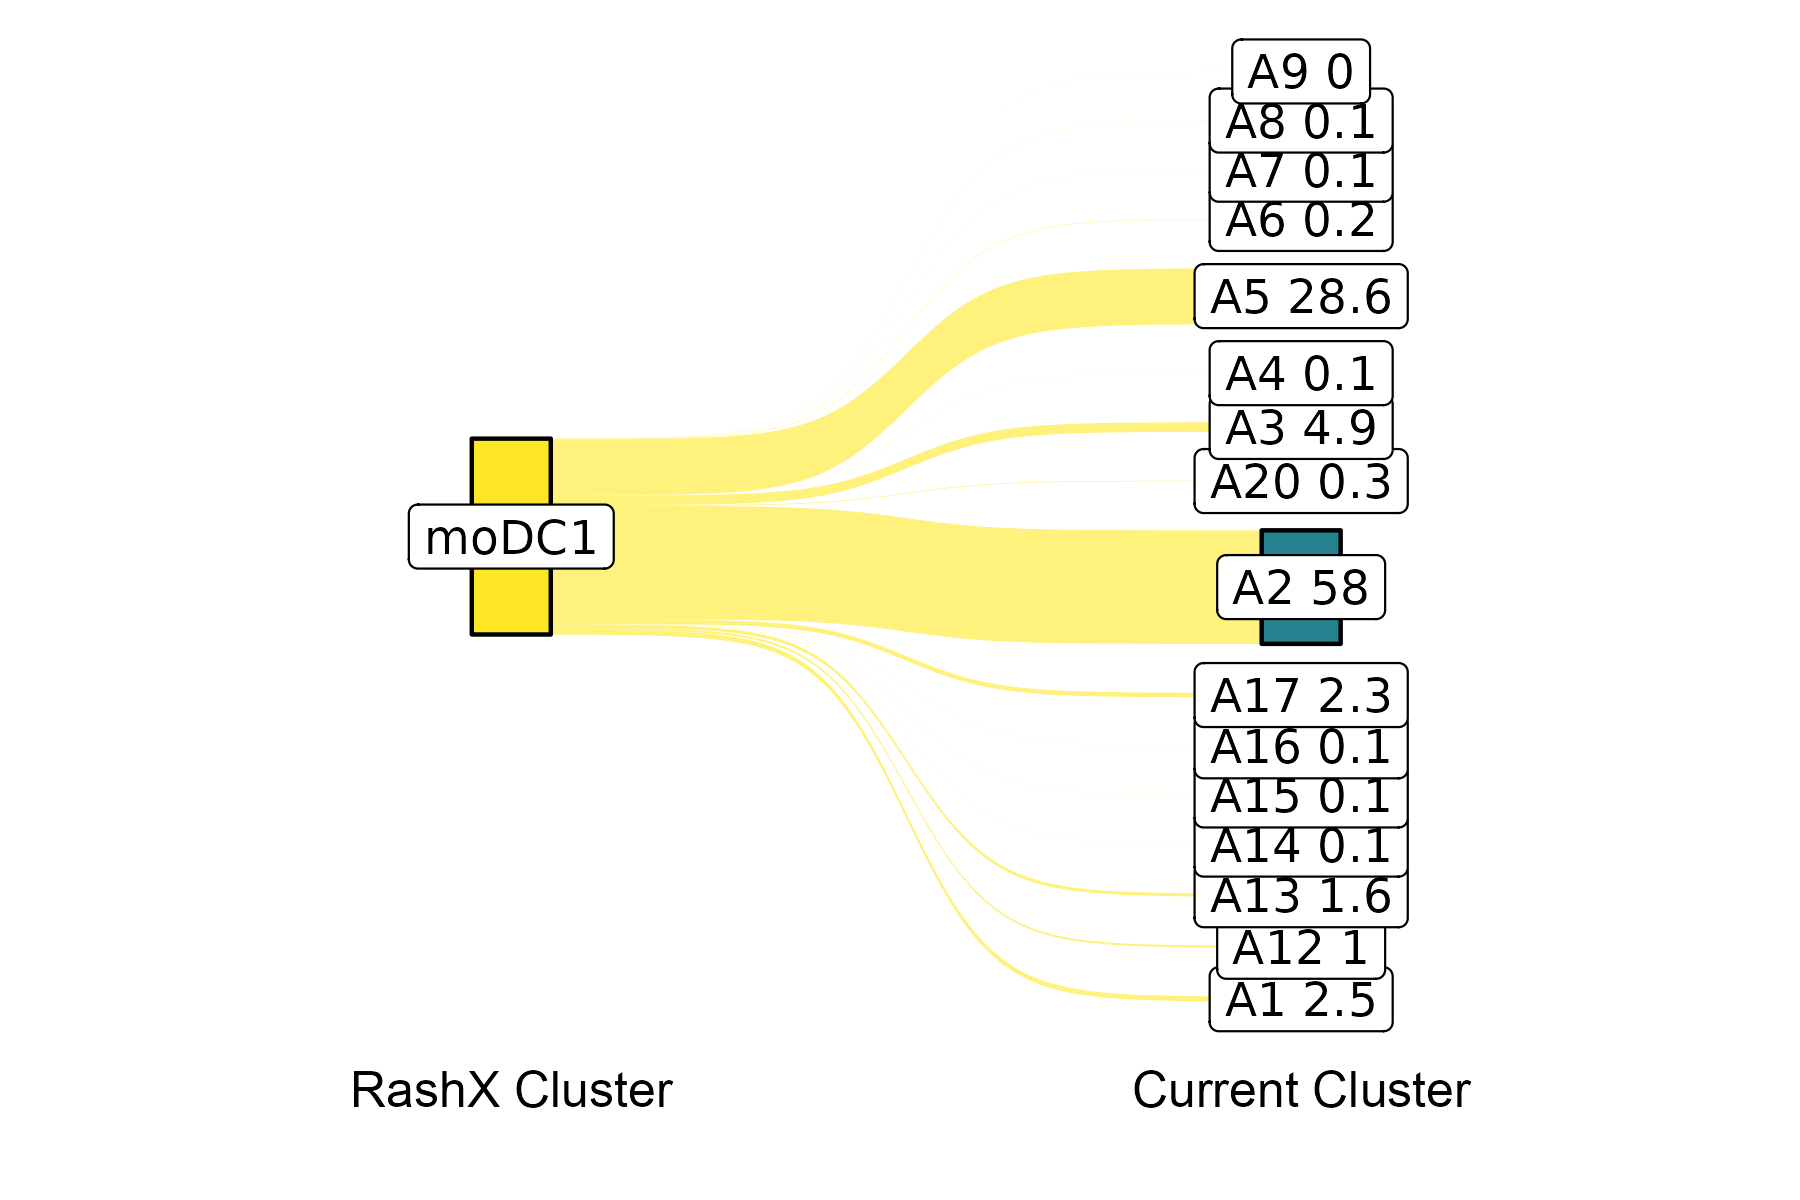 A9 0
A8 0.1
A7 0.1
A6 0.2
A5 28.6
A4 0.1
A3 4.9
A20 0.3
moDC1
A2 58
A17 2.3
A16 0.1
A15 0.1
A14 0.1
A13 1.6
A12 1
A1 2.5
RashX Cluster
Current Cluster